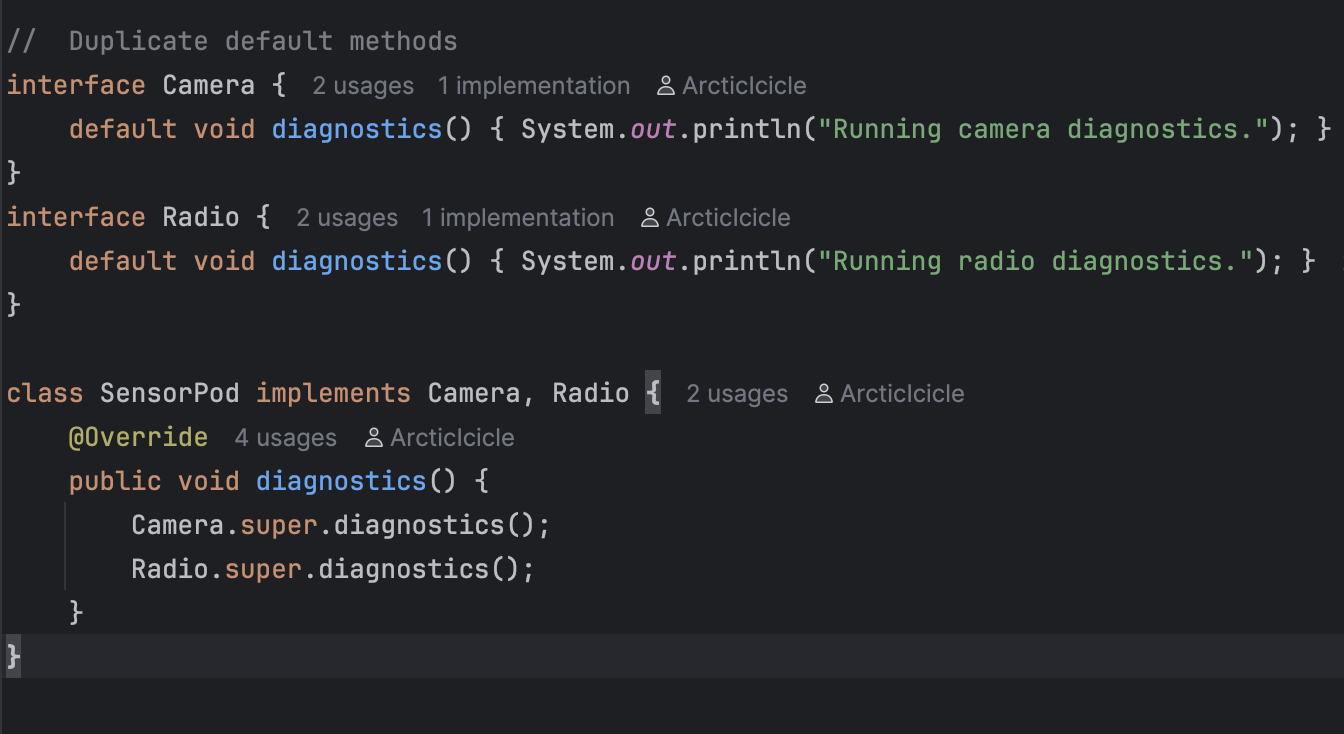 //  Duplicate default methods
interface Camera {  2 usages  1 implementation  ArcticIcicle
    default void diagnostics() { System.out.println("Running camera diagnostics."); }
}
interface Radio {  2 usages  1 implementation  ArcticIcicle
    default void diagnostics() { System.out.println("Running radio diagnostics."); }
}
class SensorPod implements Camera, Radio {  2 usages  ArcticIcicle
    @Override  4 usages  ArcticIcicle
    public void diagnostics() {
        Camera.super.diagnostics();
        Radio.super.diagnostics();
    }
}